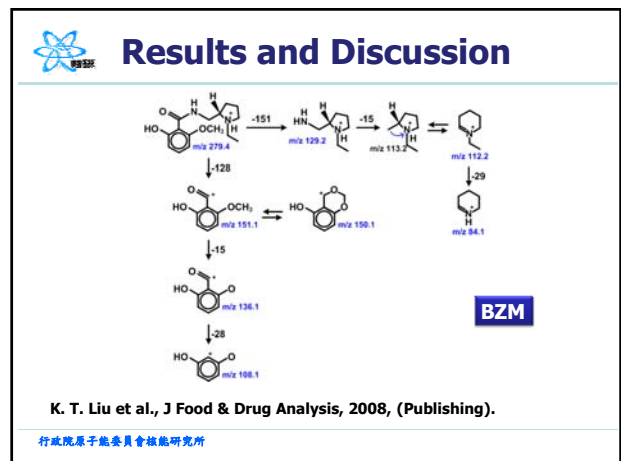 Results and Discussion
H
N
H
O
N
+
H
HO
OCH3
m/z 279.4
-151
H
HN
N
+
H
m/z 129.2
-15
H
N
+
H
m/z 113.2
N
+
m/z 112.2
-128
-29
O
+
HO
OCH3
m/z 151.1
+
O
HO
O
m/z 150.1
+
N
H
m/z 84.1
-15
O
+
HO
O
m/z 136.1
BZM
-28
HO
+
O
m/z 108.1
K. T. Liu et al., J Food & Drug Analysis, 2008, (Publishing).
行政院原子能委員會核能研究所